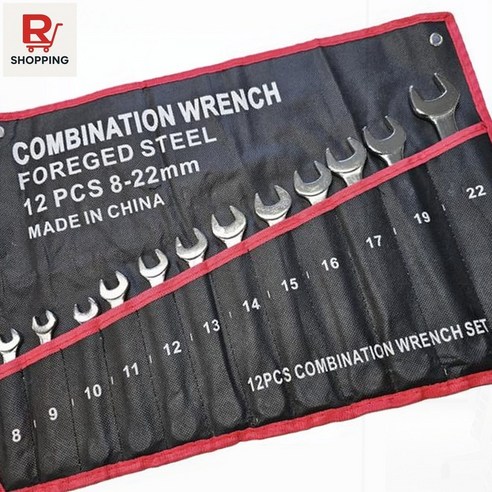 R
SHOPPING
COMBINATION WRENCH
FOREGED STEEL
12 PCS 8-22mm
MADE IN CHINA
8
9
10
11
12
13
14
15
16
17
19
22
12PCS COMBINATION WRENCH SET